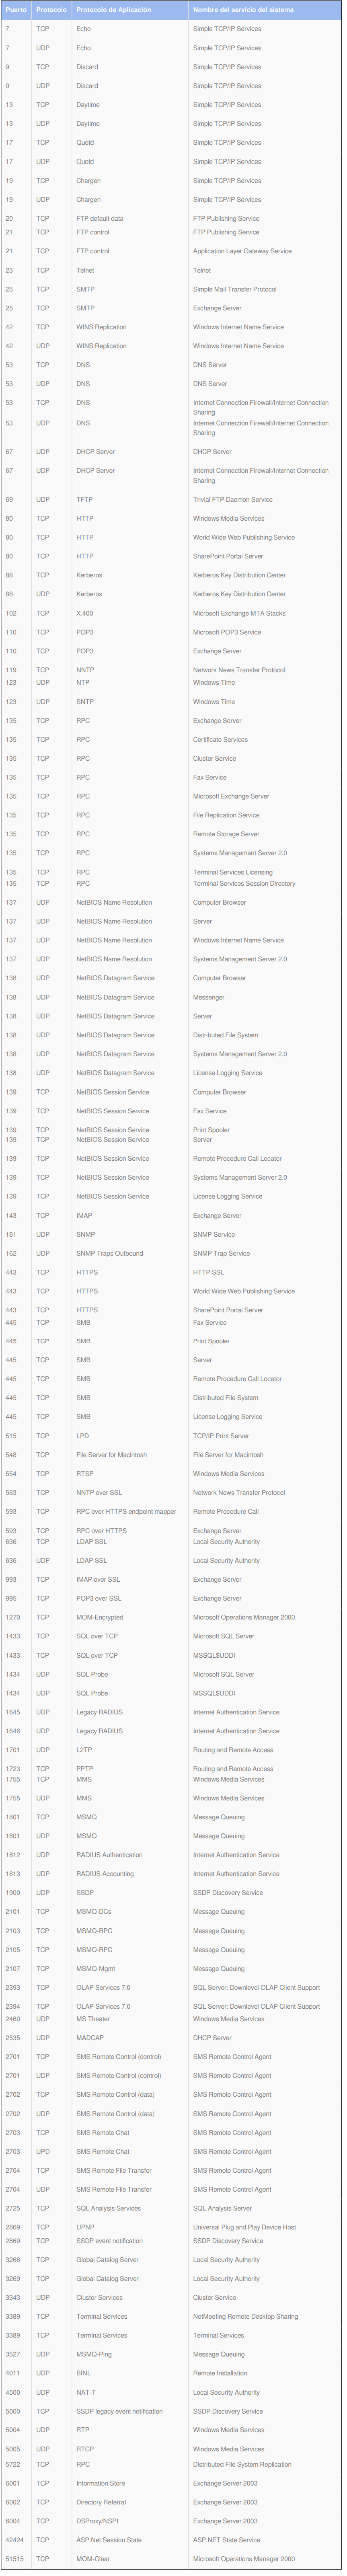 Puerto Protocolo Protocolo de Aplicación Nombre del servicio del sistema
7 TCP Echo Simple TCP/IP Services
7 UDP Echo Simple TCP/IP Services
9 TCP Discard Simple TCP/IP Services
9 UDP Discard Simple TCP/IP Services
13 TCP Daytime Simple TCP/IP Services
13 UDP Daytime Simple TCP/IP Services
17 TCP Quotd Simple TCP/IP Services
17 UDP Quotd Simple TCP/IP Services
19 TCP Chargen Simple TCP/IP Services
19 UDP Chargen Simple TCP/IP Services
20 TCP FTP default data FTP Publishing Service
21 TCP FTP control FTP Publishing Service
21 TCP FTP control Application Layer Gateway Service
23 TCP Telnet Telnet
25 TCP SMTP Simple Mail Transfer Protocol
25 TCP SMTP Exchange Server
42 TCP WINS Replication Windows Internet Name Service
42 UDP WINS Replication Windows Internet Name Service
53 TCP DNS DNS Server
53 UDP DNS DNS Server
53 TCP DNS Internet Connection Firewall/Internet Connection
Sharing
53 UDP DNS Internet Connection Firewall/Internet Connection
Sharing
67 UDP DHCP Server DHCP Server
67 UDP DHCP Server Internet Connection Firewall/Internet Connection
Sharing
69 UDP TFTP Trivial FTP Daemon Service
80 TCP HTTP Windows Media Services
80 TCP HTTP World Wide Web Publishing Service
80 TCP HTTP SharePoint Portal Server
88 TCP Kerberos Kerberos Key Distribution Center
88 UDP Kerberos Kerberos Key Distribution Center
102 TCP X.400 Microsoft Exchange MTA Stacks
110 TCP POP3 Microsoft POP3 Service
110 TCP POP3 Exchange Server
119 TCP NNTP Network News Transfer Protocol
123 UDP NTP Windows Time
123 UDP SNTP Windows Time
135 TCP RPC Exchange Server
135 TCP RPC Certificate Services
135 TCP RPC Cluster Service
135 TCP RPC Fax Service
135 TCP RPC Microsoft Exchange Server
135 TCP RPC File Replication Service
135 TCP RPC Remote Storage Server
135 TCP RPC Systems Management Server 2.0
135 TCP RPC Terminal Services Licensing
135 TCP RPC Terminal Services Session Directory
137 UDP NetBIOS Name Resolution Computer Browser
137 UDP NetBIOS Name Resolution Server
137 UDP NetBIOS Name Resolution Windows Internet Name Service
137 UDP NetBIOS Name Resolution Systems Management Server 2.0
138 UDP NetBIOS Datagram Service Computer Browser
138 UDP NetBIOS Datagram Service Messenger
138 UDP NetBIOS Datagram Service Server
138 UDP NetBIOS Datagram Service Distributed File System
138 UDP NetBIOS Datagram Service Systems Management Server 2.0
138 UDP NetBIOS Datagram Service License Logging Service
139 TCP NetBIOS Session Service Computer Browser
139 TCP NetBIOS Session Service Fax Service
139 TCP NetBIOS Session Service Print Spooler
139 TCP NetBIOS Session Service Server
139 TCP NetBIOS Session Service Remote Procedure Call Locator
139 TCP NetBIOS Session Service Systems Management Server 2.0
139 TCP NetBIOS Session Service License Logging Service
143 TCP IMAP Exchange Server
161 UDP SNMP SNMP Service
162 UDP SNMP Traps Outbound SNMP Trap Service
443 TCP HTTPS HTTP SSL
443 TCP HTTPS World Wide Web Publishing Service
443 TCP HTTPS SharePoint Portal Server
445 TCP SMB Fax Service
445 TCP SMB Print Spooler
445 TCP SMB Server
445 TCP SMB Remote Procedure Call Locator
445 TCP SMB Distributed File System
445 TCP SMB License Logging Service
515 TCP LPD TCP/IP Print Server
548 TCP File Server for Macintosh File Server for Macintosh
554 TCP RTSP Windows Media Services
563 TCP NNTP over SSL Network News Transfer Protocol
593 TCP RPC over HTTPS endpoint mapper Remote Procedure Call
593 TCP RPC over HTTPS Exchange Server
636 TCP LDAP SSL Local Security Authority
636 UDP LDAP SSL Local Security Authority
993 TCP IMAP over SSL Exchange Server
995 TCP POP3 over SSL Exchange Server
1270 TCP MOM-Encrypted Microsoft Operations Manager 2000
1433 TCP SQL over TCP Microsoft SQL Server
1433 TCP SQL over TCP MSSQL$UDDI
1434 UDP SQL Probe Microsoft SQL Server
1434 UDP SQL Probe MSSQL$UDDI
1645 UDP Legacy RADIUS Internet Authentication Service
1646 UDP Legacy RADIUS Internet Authentication Service
1701 UDP L2TP Routing and Remote Access
1723 TCP PPTP Routing and Remote Access
1755 TCP MMS Windows Media Services
1755 UDP MMS Windows Media Services
1801 TCP MSMQ Message Queuing
1801 UDP MSMQ Message Queuing
1812 UDP RADIUS Authentication Internet Authentication Service
1813 UDP RADIUS Accounting Internet Authentication Service
1900 UDP SSDP SSDP Discovery Service
2101 TCP MSMQ-DCs Message Queuing
2103 TCP MSMQ-RPC Message Queuing
2105 TCP MSMQ-RPC Message Queuing
2107 TCP MSMQ-Mgmt Message Queuing
2393 TCP OLAP Services 7.0 SQL Server: Downlevel OLAP Client Support
2394 TCP OLAP Services 7.0 SQL Server: Downlevel OLAP Client Support
2460 UDP MS Theater Windows Media Services
2535 UDP MADCAP DHCP Server
2701 TCP SMS Remote Control (control) SMS Remote Control Agent
2701 UDP SMS Remote Control (control) SMS Remote Control Agent
2702 TCP SMS Remote Control (data) SMS Remote Control Agent
2702 UDP SMS Remote Control (data) SMS Remote Control Agent
2703 TCP SMS Remote Chat SMS Remote Control Agent
2703 UPD SMS Remote Chat SMS Remote Control Agent
2704 TCP SMS Remote File Transfer SMS Remote Control Agent
2704 UDP SMS Remote File Transfer SMS Remote Control Agent
2725 TCP SQL Analysis Services SQL Analysis Server
2869 TCP UPNP Universal Plug and Play Device Host
2869 TCP SSDP event notification SSDP Discovery Service
3268 TCP Global Catalog Server Local Security Authority
3269 TCP Global Catalog Server Local Security Authority
3343 UDP Cluster Services Cluster Service
3389 TCP Terminal Services NetMeeting Remote Desktop Sharing
3389 TCP Terminal Services Terminal Services
3527 UDP MSMQ-Ping Message Queuing
4011 UDP BINL Remote Installation
4500 UDP NAT-T Local Security Authority
5000 TCP SSDP legacy event notification SSDP Discovery Service
5004 UDP RTP Windows Media Services
5005 UDP RTCP Windows Media Services
5722 TCP RPC Distributed File System Replication
6001 TCP Information Store Exchange Server 2003
6002 TCP Directory Referral Exchange Server 2003
6004 TCP DSProxy/NSPI Exchange Server 2003
42424 TCP ASP.Net Session State ASP.NET State Service
51515 TCP MOM-Clear Microsoft Operations Manager 2000